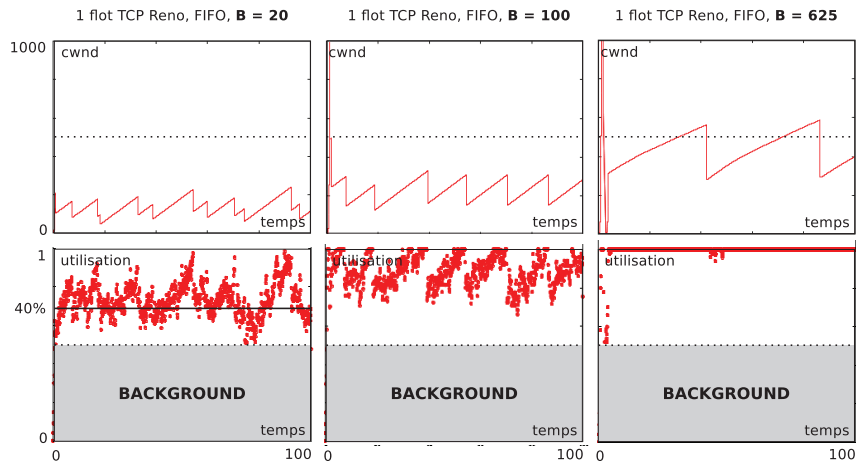 1 flot TCP Reno, FIFO, B = 20
1 flot TCP Reno, FIFO, B = 100
1 flot TCP Reno, FIFO, B = 625
1000
cwnd
cwnd
cwnd
0
temps
temps
temps
1
utilisation
utilisation
utilisation
40%
BACKGROUND
BACKGROUND
BACKGROUND
temps
temps
temps
0
0
100
0
100
0
100